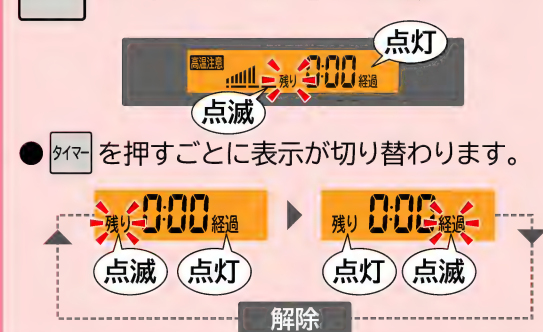 点灯
高温注意 残り 0:00 経過
点滅
● タイマー を押すごとに表示が切り替わります。
残り 0:00 経過 残り 0:00 経過
点滅 点灯 点灯 点滅
解除